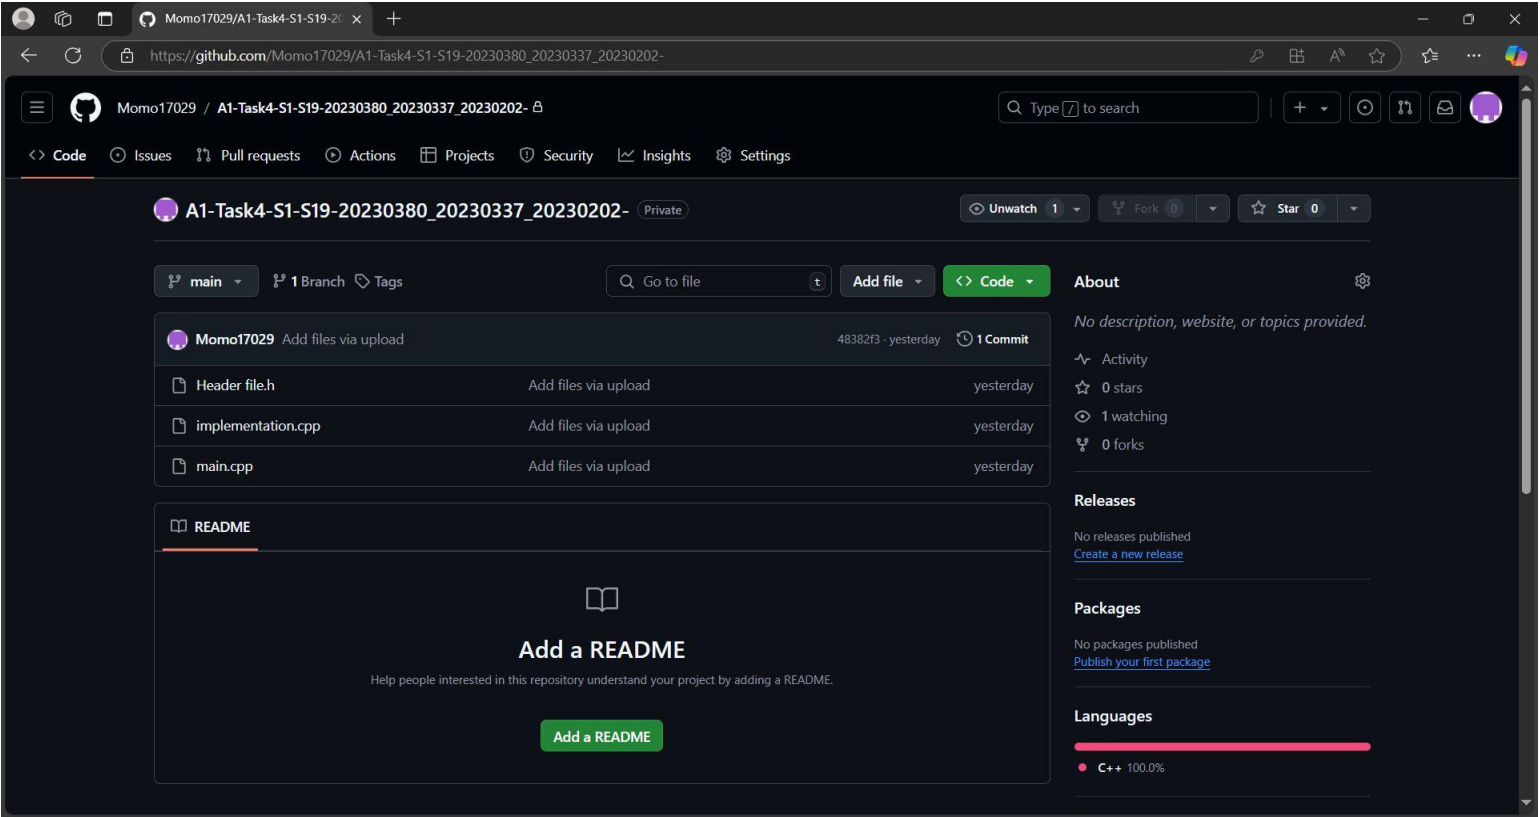 Momo17029/A1-Task4-S1-S19-20
https://github.com/Momo17029/A1-Task4-S1-S19-20230380_20230337_20230202-
Momo17029 / A1-Task4-S1-S19-20230380_20230337_20230202-
Type / to search
Code Issues Pull requests Actions Projects Security Insights Settings
A1-Task4-S1-S19-20230380_20230337_20230202- Private
Unwatch 1 Fork 0 Star 0
main 1 Branch Tags Go to file t Add file Code
Momo17029 Add files via upload 48382f3 · yesterday 1 Commit
Header file.h Add files via upload yesterday
implementation.cpp Add files via upload yesterday
main.cpp Add files via upload yesterday
README
Add a README
Help people interested in this repository understand your project by adding a README.
Add a README
About
No description, website, or topics provided.
Activity
0 stars
1 watching
0 forks
Releases
No releases published
Create a new release
Packages
No packages published
Publish your first package
Languages
C++ 100.0%